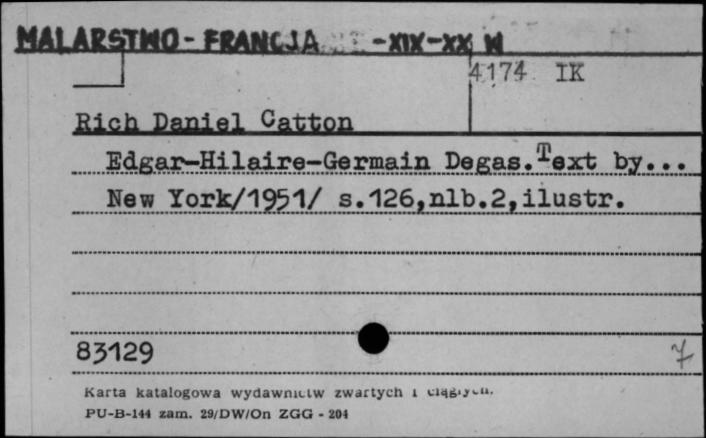 MALARSTWO - FRANCJA - XIX - XX W
4174 IK
Rich Daniel Catton
Edgar-Hilaire-Germain Degas. Text by...
New York/1951/ s.126,nlb.2,ilustr.
83129
7
Karta katalogowa wydawnictw zwartych i ciągłych.
PU-B-144 zam. 29/DW/On ZGG - 204